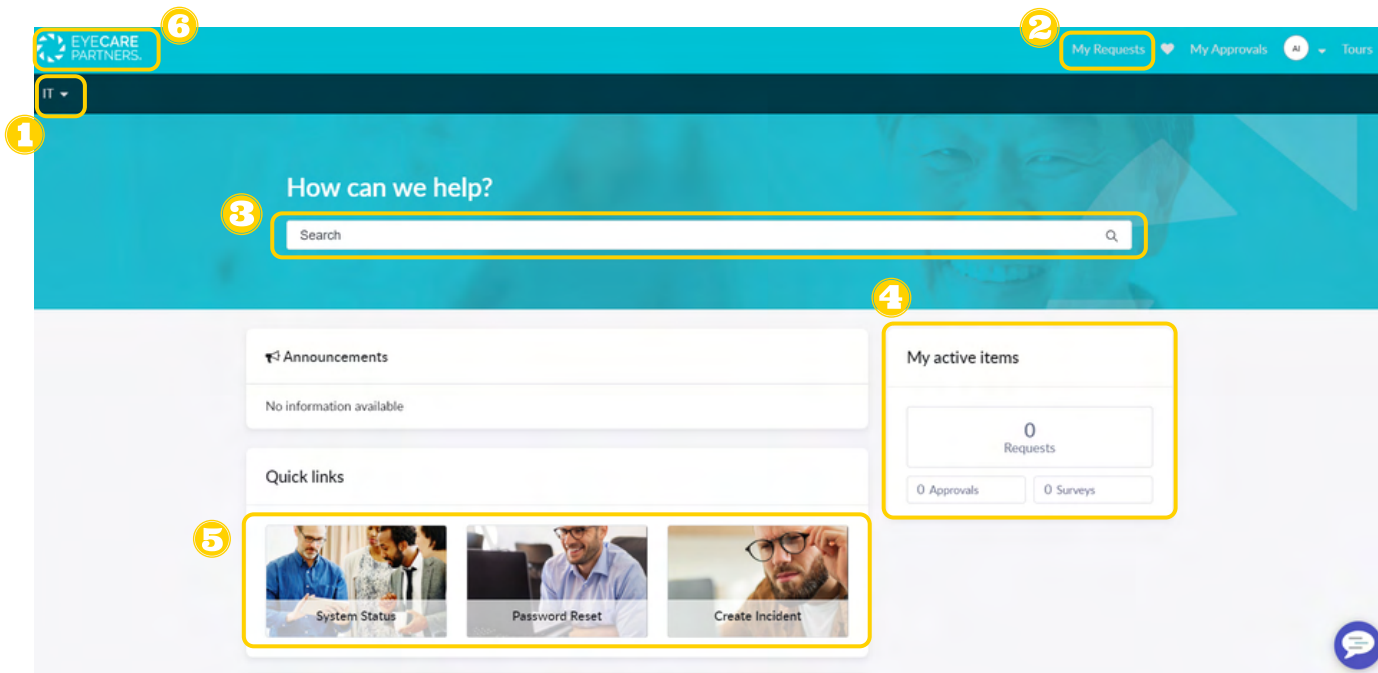 6
2
EYECARE
PARTNERS.
My Requests
My Approvals
AI
Tours
IT
1
How can we help?
3
Search
4
Announcements
My active items
No information available
0
Requests
Quick links
0 Approvals
0 Surveys
5
System Status
Password Reset
Create Incident